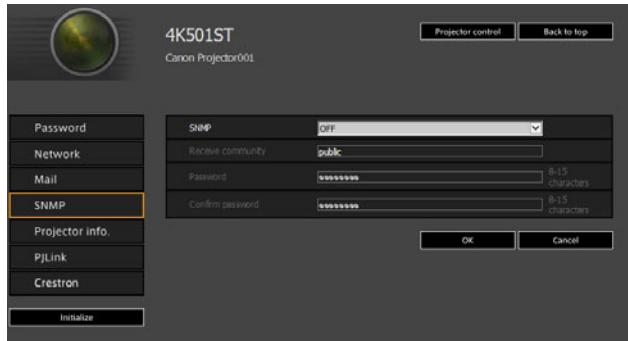 4K501ST
Canon Projector001
Projector control
Back to top
Password
Network
Mail
SNMP
Projector info.
PJLink
Crestron
Initialize
SNMP
OFF
Receive community
public
Password
8-15
characters
Confirm password
8-15
characters
OK
Cancel